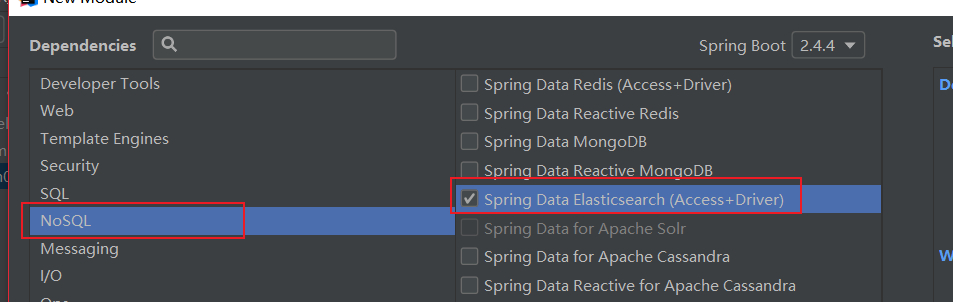 New Module
Dependencies
Spring Boot 2.4.4
Developer Tools
Web
Template Engines
Security
SQL
NoSQL
Messaging
I/O
Ops
Spring Data Redis (Access+Driver)
Spring Data Reactive Redis
Spring Data MongoDB
Spring Data Reactive MongoDB
Spring Data Elasticsearch (Access+Driver)
Spring Data for Apache Solr
Spring Data for Apache Cassandra
Spring Data Reactive for Apache Cassandra